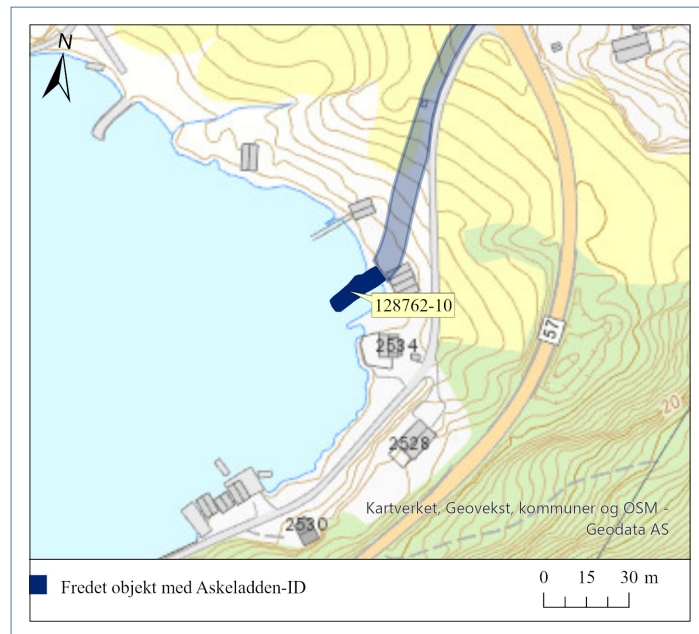 N
128762-10
57
2534
20
2528
2530
Kartverket, Geovekst, kommuner og OSM -
Geodata AS
Fredet objekt med Askeladden-ID
0 15 30 m